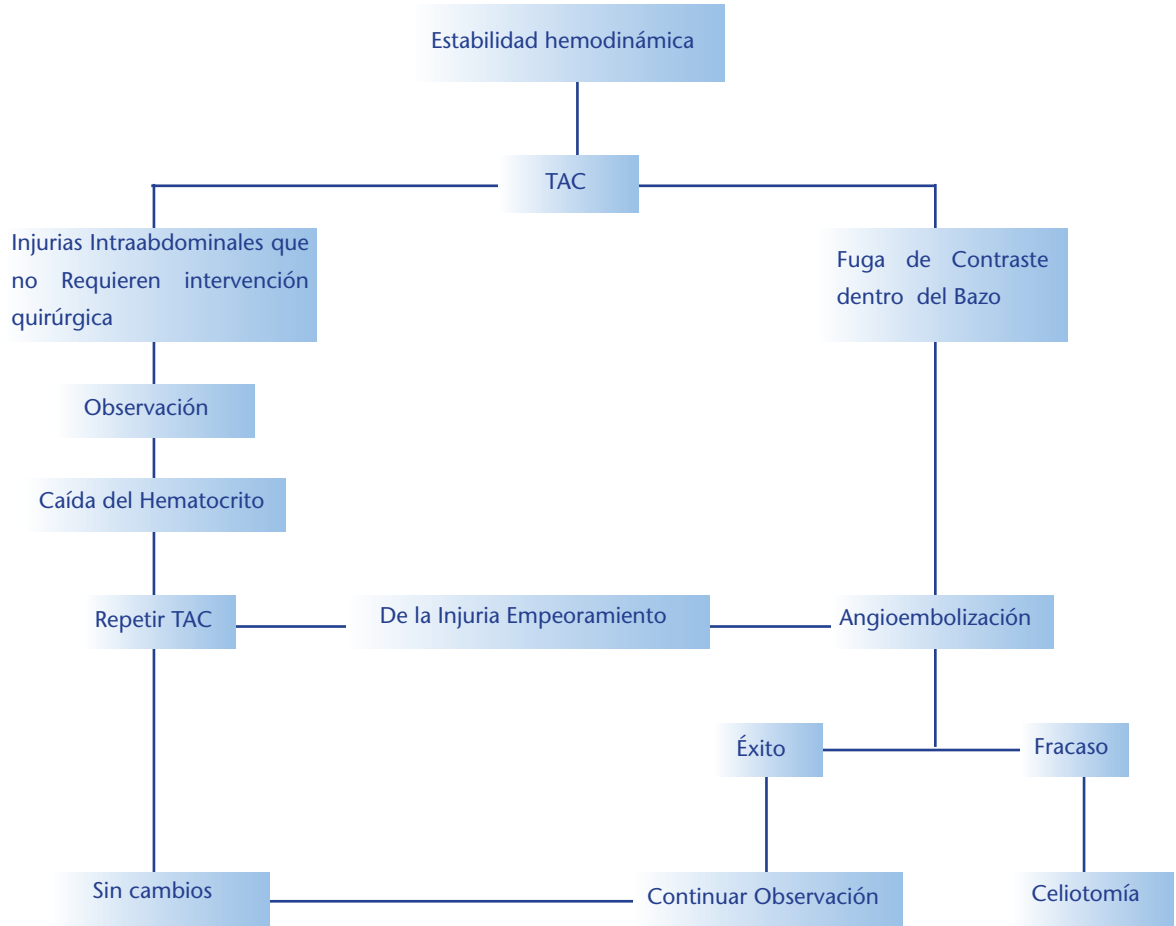 Estabilidad hemodinámica
TAC
Injurias Intraabdominales que
no Requieren intervención
quirúrgica
Fuga de Contraste
dentro del Bazo
Observación
Caída del Hematocrito
Repetir TAC
De la Injuria Empeoramiento
Angioembolización
Éxito
Fracaso
Sin cambios
Continuar Observación
Celiotomía